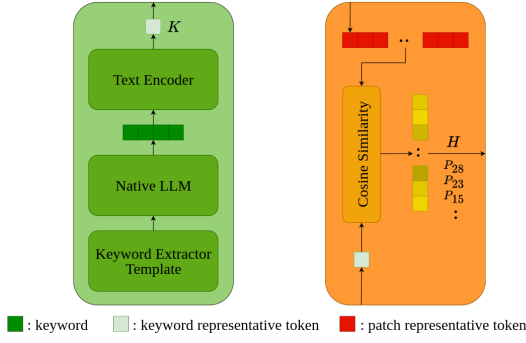 K
Text Encoder
Native LLM
Keyword Extractor
Template
..
Cosine Similarity
:
H
P28
P23
P15
:
: keyword
: keyword representative token
: patch representative token